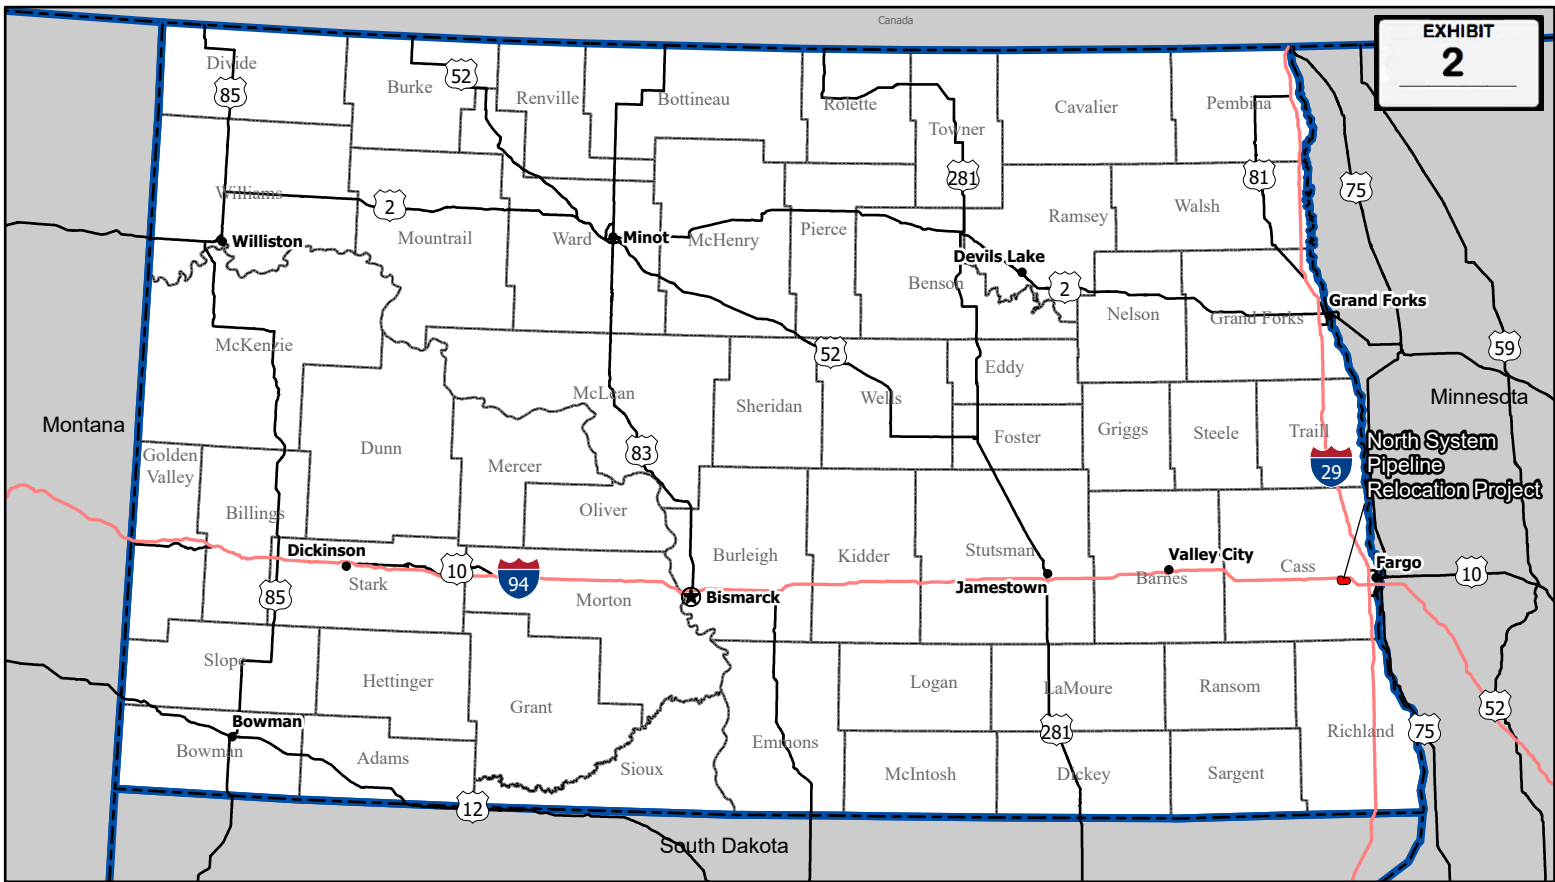 Canada
EXHIBIT
2
Divide
85
Burke
52
Renville
Bottineau
Rolette
Towner
Cavalier
Pembina
281
81
75
Williams
2
Mountrail
Ward
Minot
McHenry
Pierce
Ramsey
Walsh
Williston
Devils Lake
Benson
2
Nelson
Grand Forks
Grand Forks
McKenzie
52
59
Eddy
McLean
Sheridan
Wells
Minnesota
Montana
Dunn
Mercer
83
Foster
Griggs
Steele
Traill
North System
Pipeline
Relocation Project
29
Golden
Valley
Billings
Oliver
Burleigh
Kidder
Stutsman
Valley City
Cass
Fargo
10
Dickinson
Stark
10
94
Morton
Bismarck
Jamestown
Barnes
85
Slope
Hettinger
Grant
Logan
LaMoure
Ransom
52
Bowman
Bowman
Adams
Emmons
281
Richland
75
Sioux
McIntosh
Dickey
Sargent
12
South Dakota